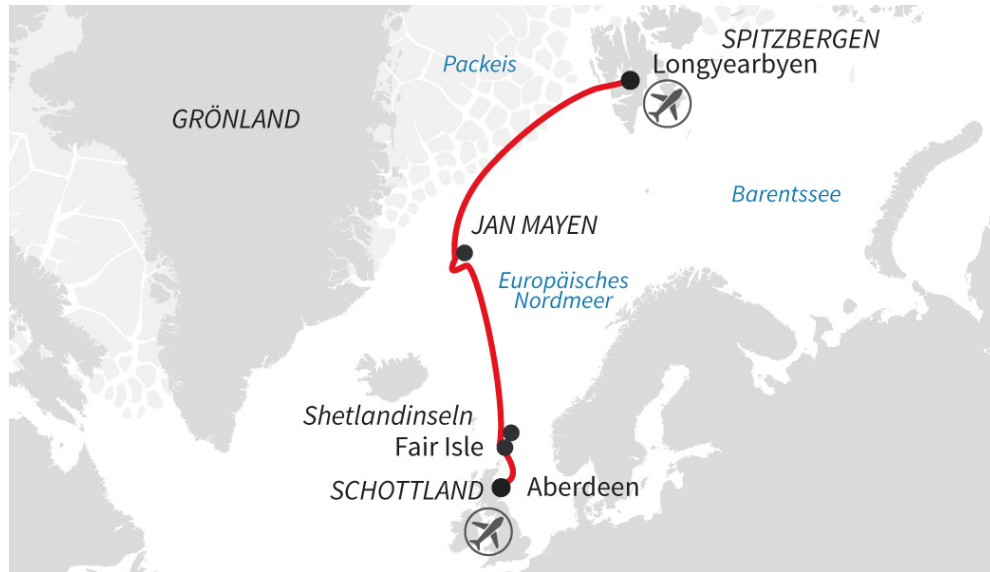 SPITZBERGEN
Longyearbyen
Packeis
GRÖNLAND
Barentssee
JAN MAYEN
Europäisches
Nordmeer
Shetlandinseln
Fair Isle
SCHOTTLAND
Aberdeen